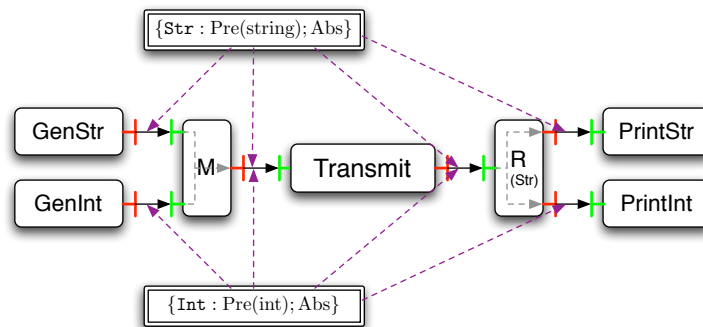 {Str : Pre(string); Abs}
GenStr
PrintStr
M
Transmit
R
(Str)
GenInt
PrintInt
{Int : Pre(int); Abs}